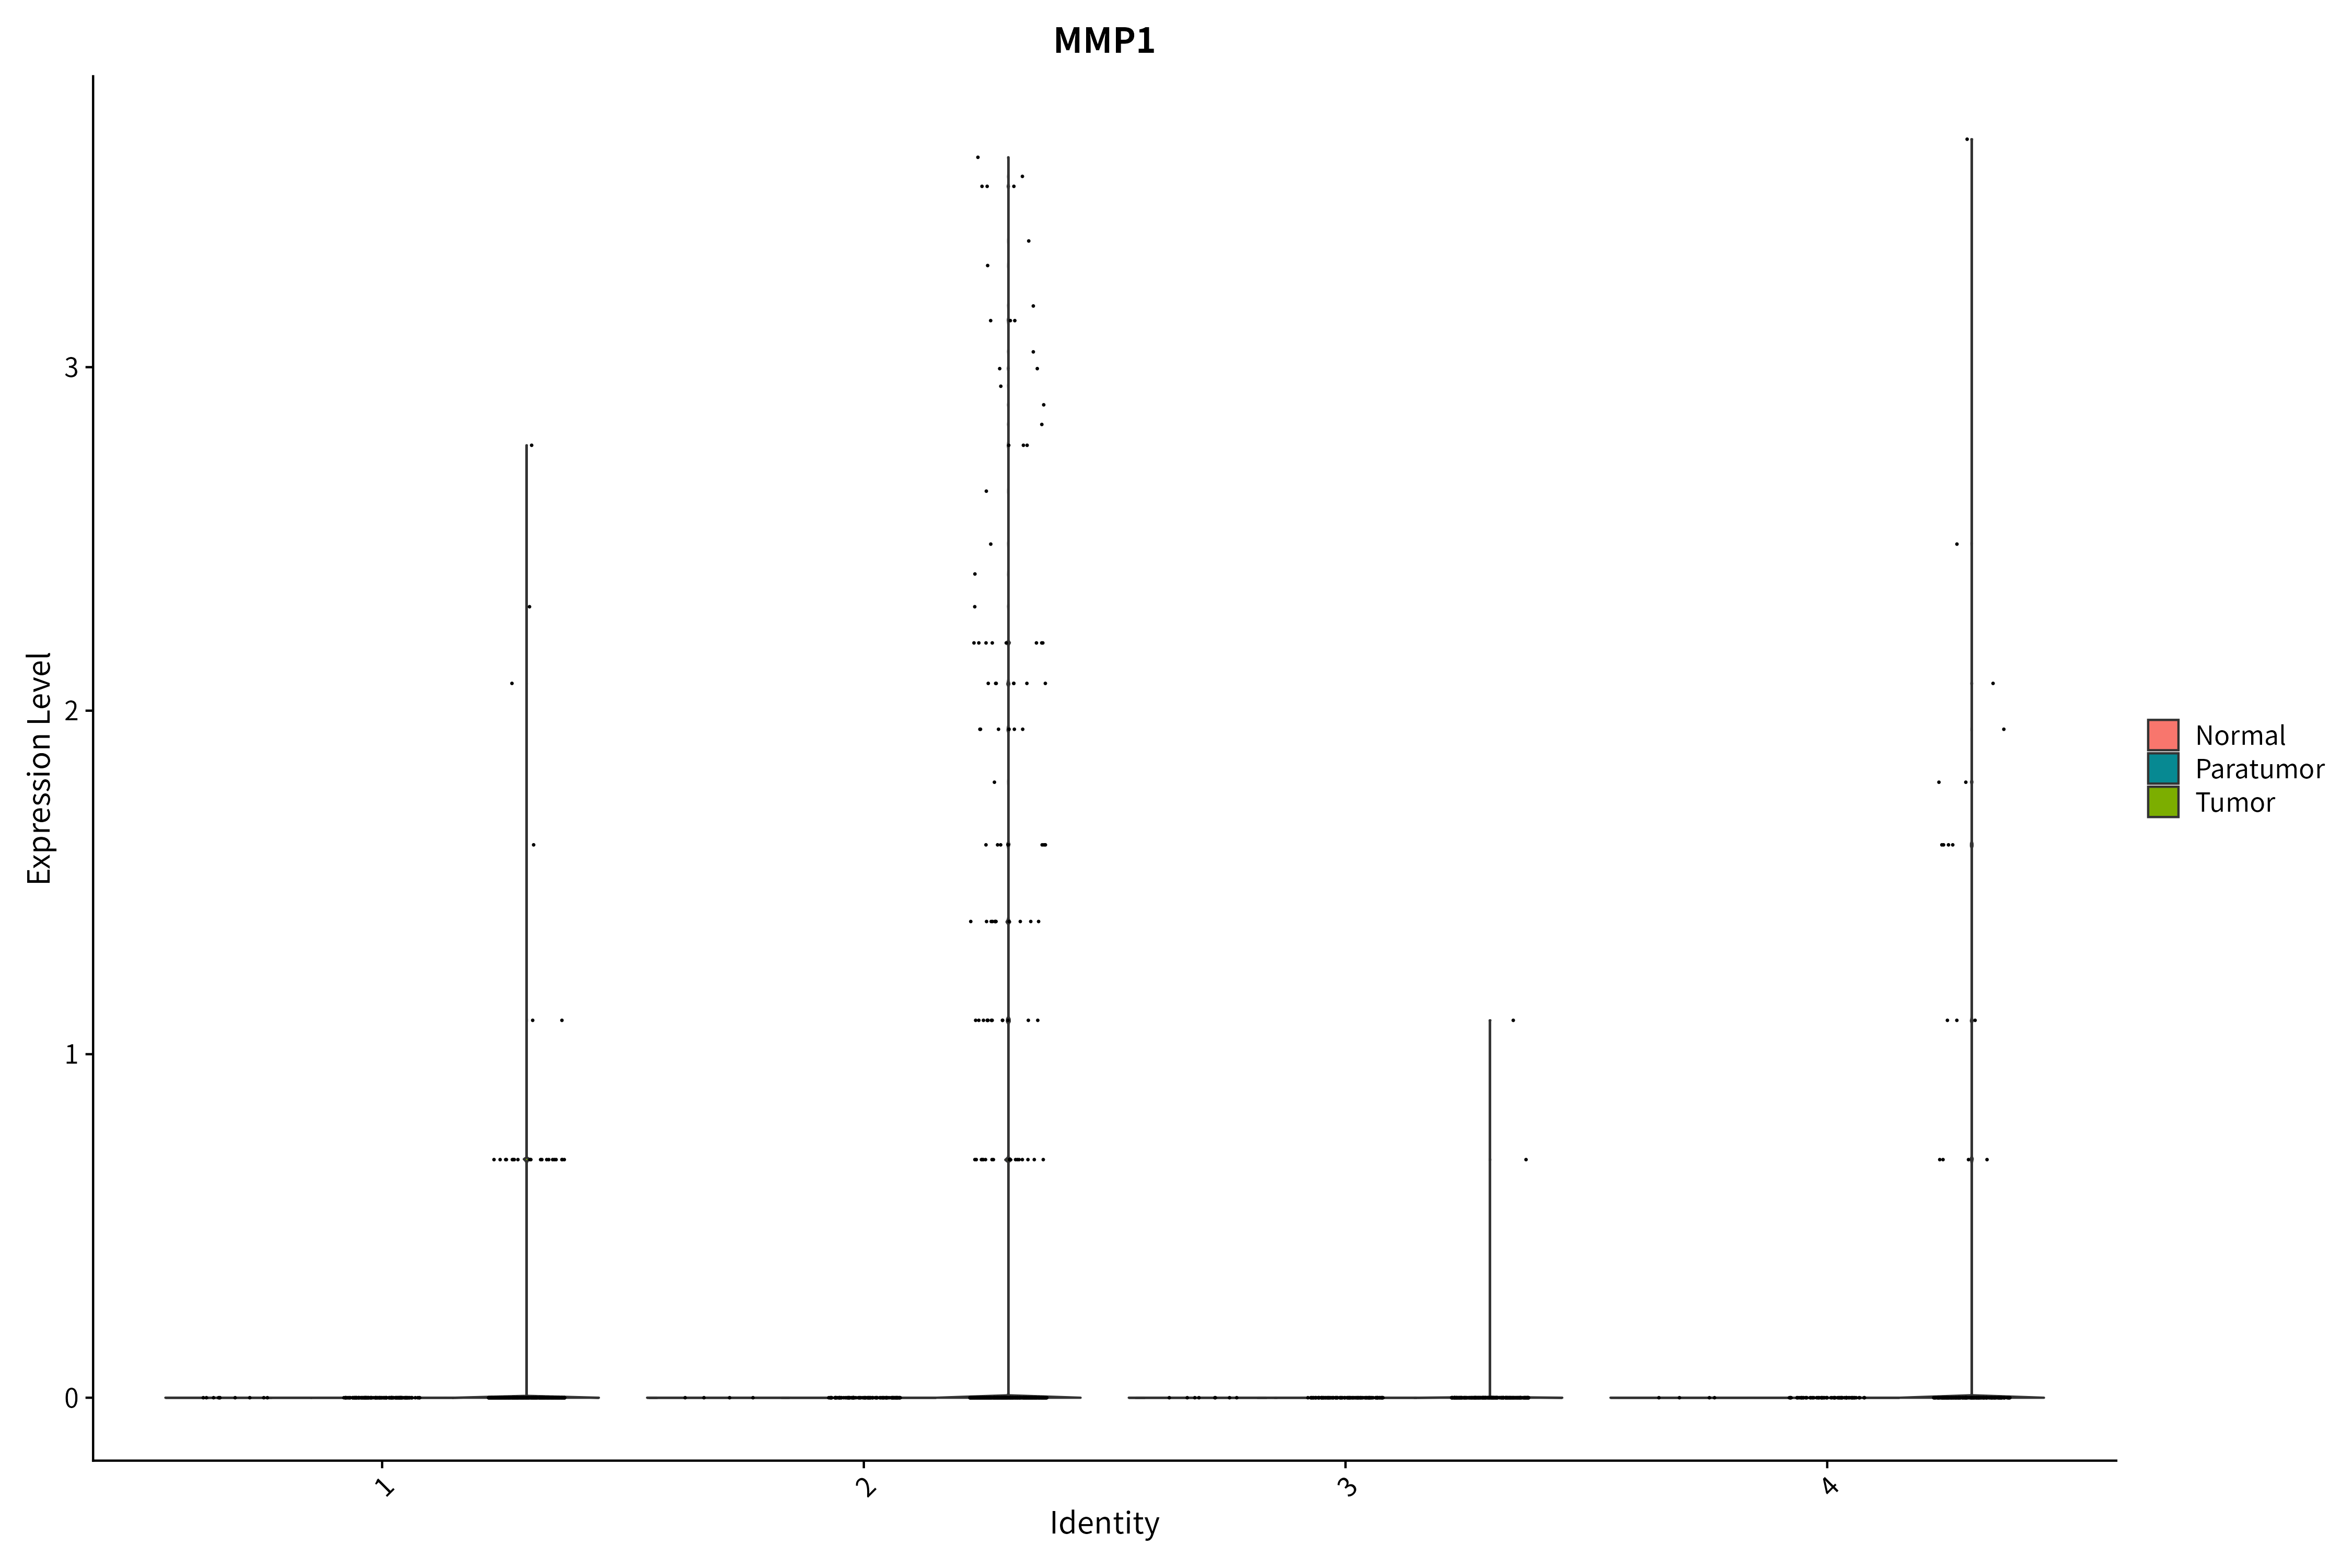 MMP1
Expression Level
3
2
1
0
1
2
3
4
Identity
Normal
Paratumor
Tumor